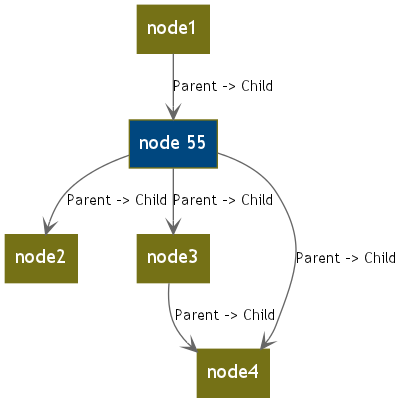 node1
Parent -> Child
node 55
Parent -> Child
Parent -> Child
node2
node3
Parent -> Child
Parent -> Child
node4